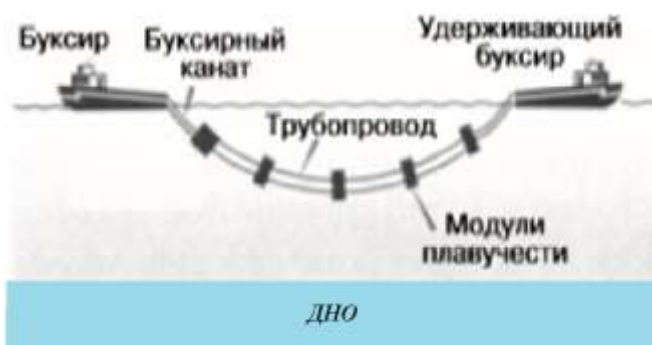 Буксир
Буксирный
канат
Удерживающий
буксир
Трубопровод
Модули
плавучести
ДНО